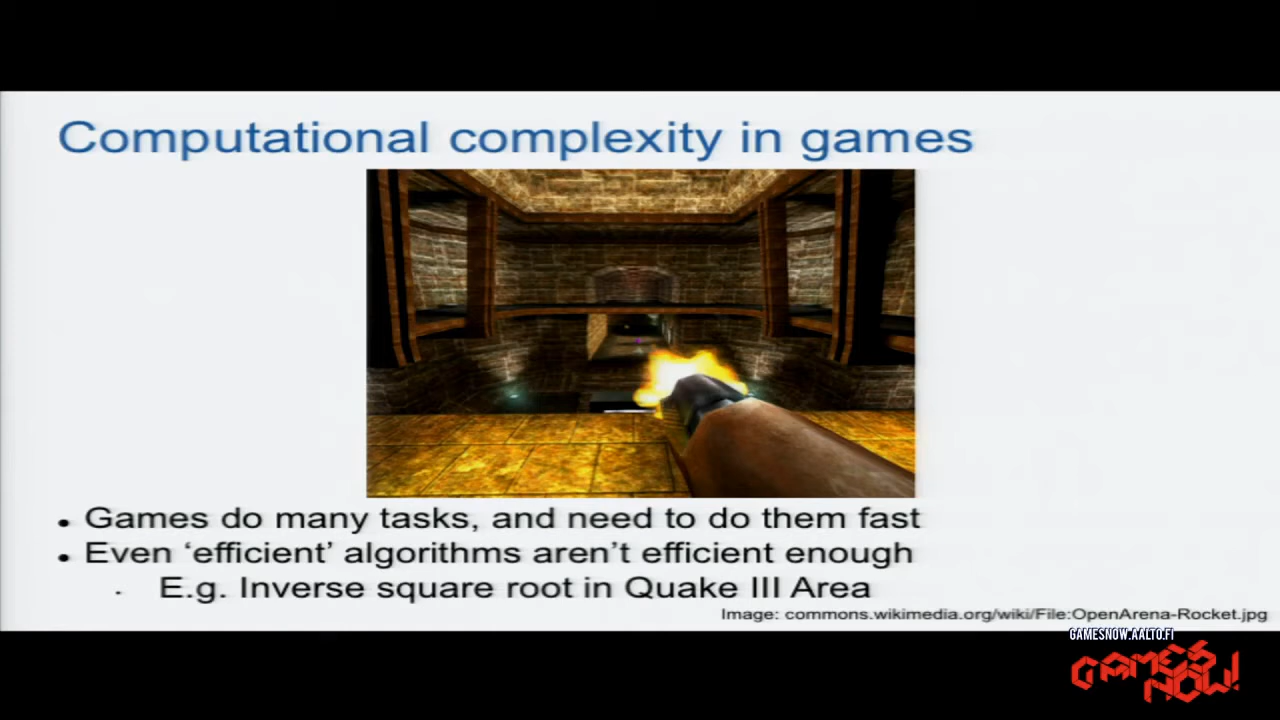 Computational complexity in games
• Games do many tasks, and need to do them fast
• Even ‘efficient’ algorithms aren’t efficient enough
· E.g. Inverse square root in Quake III Area
Image: commons.wikimedia.org/wiki/File:OpenArena-Rocket.jpg
GAMESNOW.AALTO.FI
GAMES
NOW!